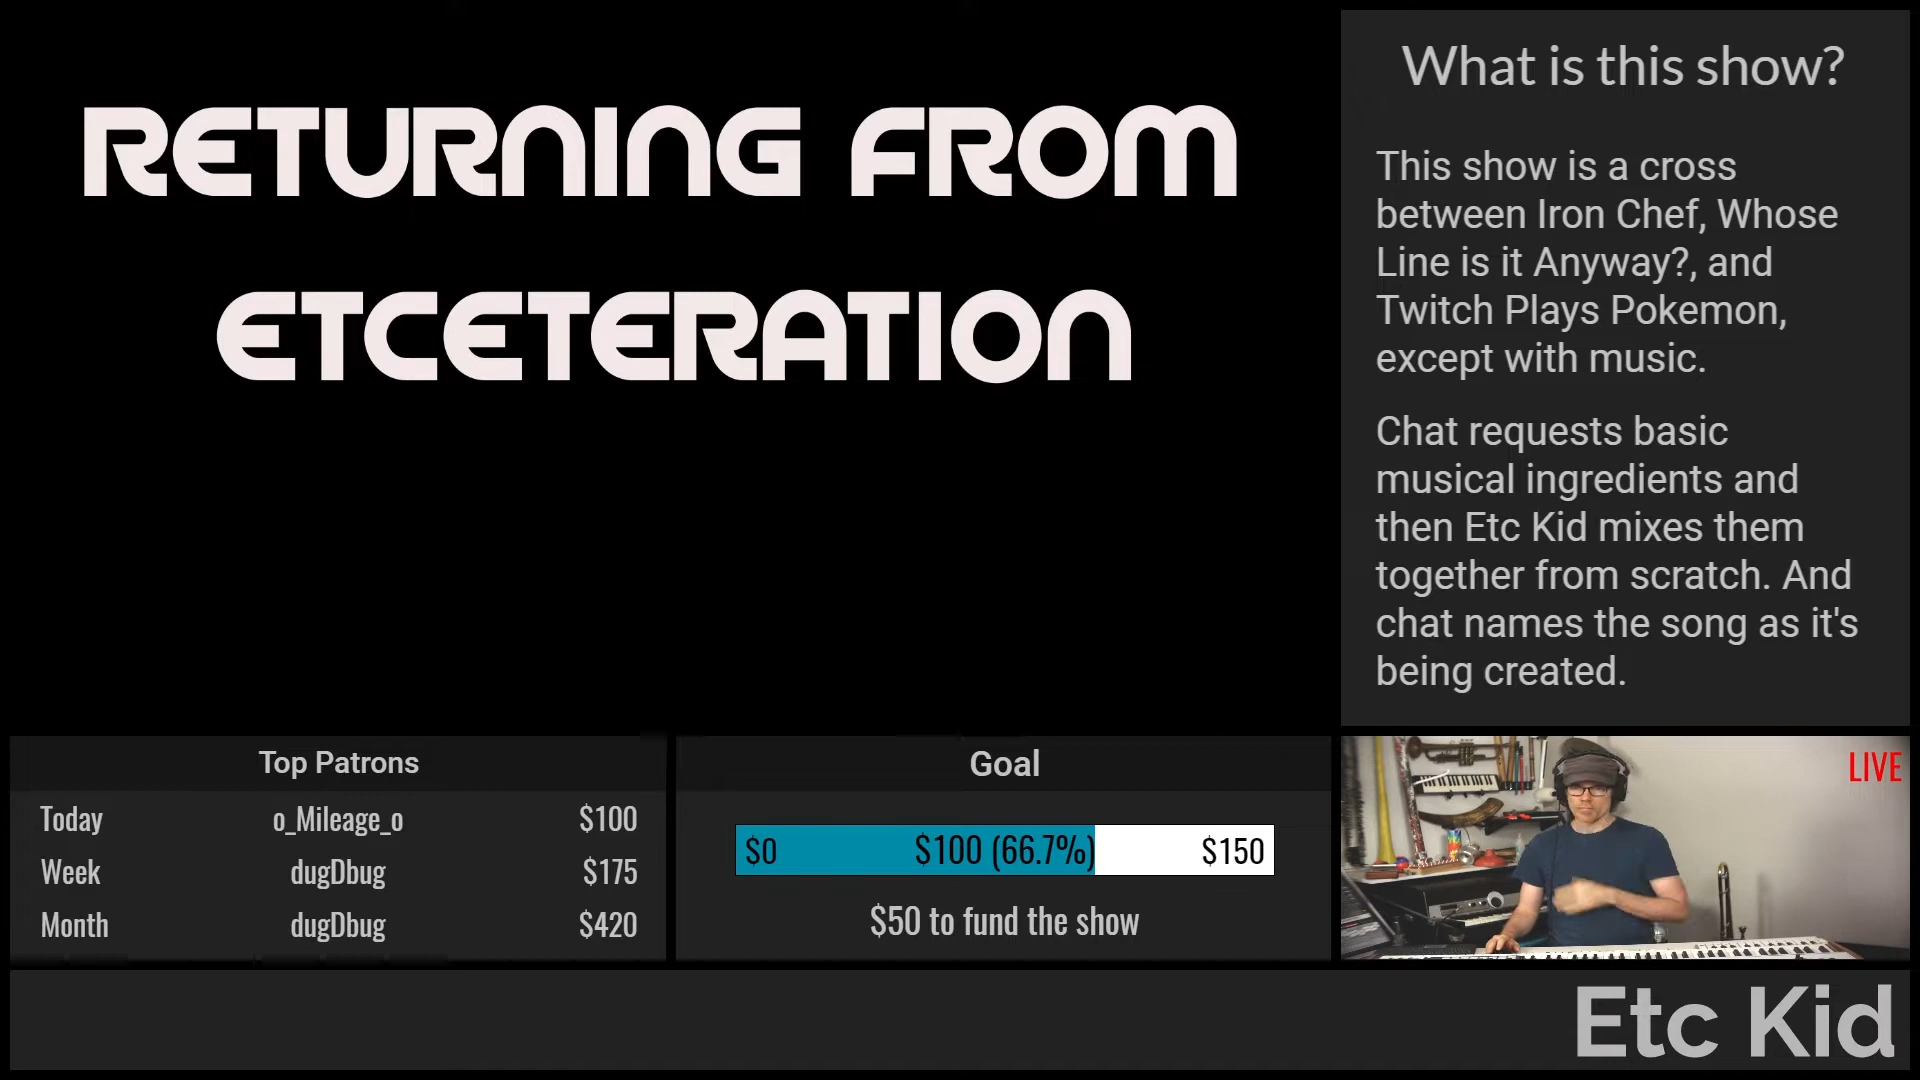 RETURNING FROM
ETCETERATION
What is this show?
This show is a cross
between Iron Chef, Whose
Line is it Anyway?, and
Twitch Plays Pokemon,
except with music.
Chat requests basic
musical ingredients and
then Etc Kid mixes them
together from scratch. And
chat names the song as it's
being created.
Top Patrons
Today o_Mileage_o $100
Week dugDbug $175
Month dugDbug $420
Goal
$0 $100 (66.7%) $150
$50 to fund the show
LIVE
Etc Kid